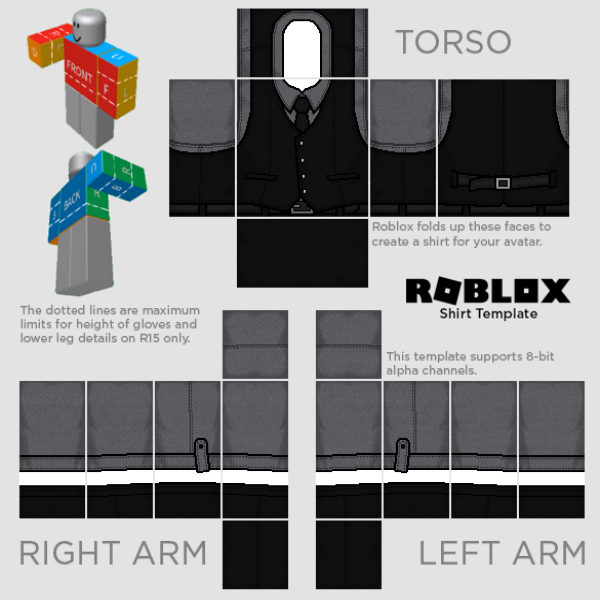 TORSO
FRONT
F
L
D
R
U
BACK
U
R
B
Roblox folds up these faces to
create a shirt for your avatar.
ROBLOX
Shirt Template
The dotted lines are maximum
limits for height of gloves and
lower leg details on R15 only.
This template supports 8-bit
alpha channels.
RIGHT ARM
LEFT ARM